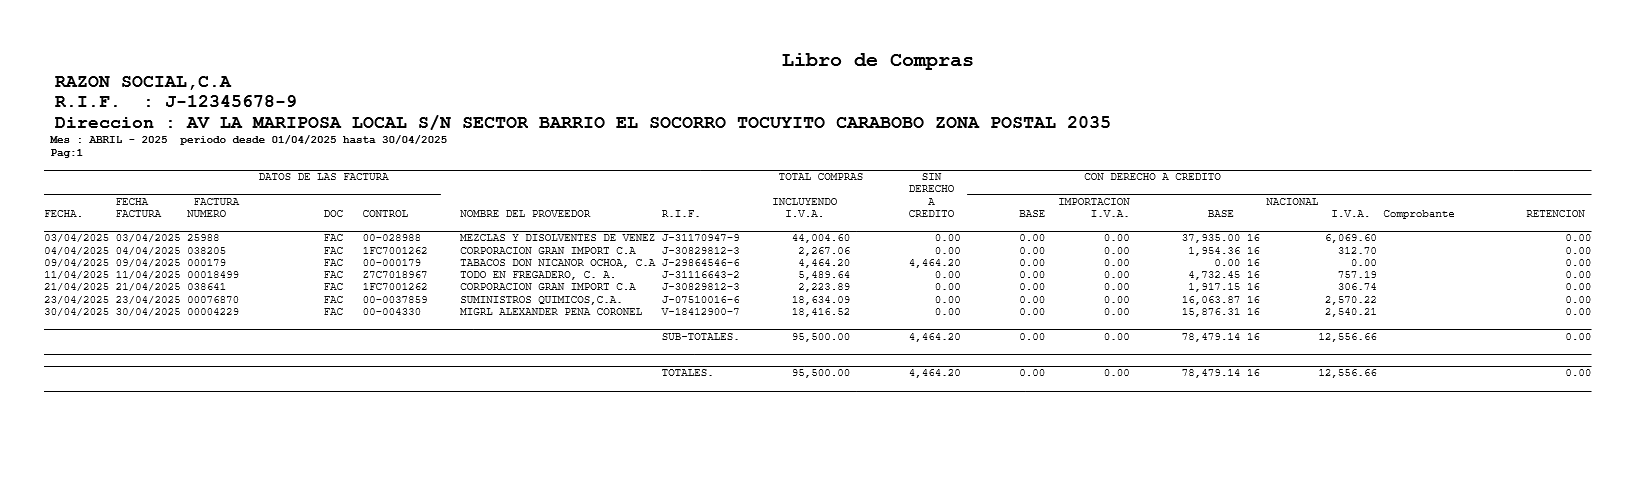 Libro de Compras
RAZON SOCIAL,C.A
R.I.F.  : J-12345678-9
Direccion : AV LA MARIPOSA LOCAL S/N SECTOR BARRIO EL SOCORRO TOCUYITO CARABOBO ZONA POSTAL 2035
Mes : ABRIL - 2025  periodo desde 01/04/2025 hasta 30/04/2025
Pag:1
DATOS DE LAS FACTURA TOTAL COMPRAS SIN CON DERECHO A CREDITO
DERECHO
FECHA FACTURA INCLUYENDO A IMPORTACION NACIONAL
FECHA. FACTURA NUMERO DOC CONTROL NOMBRE DEL PROVEEDOR R.I.F. I.V.A. CREDITO BASE I.V.A. BASE I.V.A. Comprobante RETENCION
03/04/2025 03/04/2025 25988 FAC 00-028988 MEZCLAS Y DISOLVENTES DE VENEZ J-31170947-9 44,004.60 0.00 0.00 0.00 37,935.00 16 6,069.60 0.00
04/04/2025 04/04/2025 038205 FAC 1FC7001262 CORPORACION GRAN IMPORT C.A J-30829812-3 2,267.06 0.00 0.00 0.00 1,954.36 16 312.70 0.00
09/04/2025 09/04/2025 000179 FAC 00-000179 TABACOS DON NICANOR OCHOA, C.A J-29864546-6 4,464.20 4,464.20 0.00 0.00 0.00 16 0.00 0.00
11/04/2025 11/04/2025 00018499 FAC Z7C7018967 TODO EN FREGADERO, C. A. J-31116643-2 5,489.64 0.00 0.00 0.00 4,732.45 16 757.19 0.00
21/04/2025 21/04/2025 038641 FAC 1FC7001262 CORPORACION GRAN IMPORT C.A J-30829812-3 2,223.89 0.00 0.00 0.00 1,917.15 16 306.74 0.00
23/04/2025 23/04/2025 00076870 FAC 00-0037859 SUMINISTROS QUIMICOS,C.A. J-07510016-6 18,634.09 0.00 0.00 0.00 16,063.87 16 2,570.22 0.00
30/04/2025 30/04/2025 00004229 FAC 00-004330 MIGRL ALEXANDER PENA CORONEL V-18412900-7 18,416.52 0.00 0.00 0.00 15,876.31 16 2,540.21 0.00
SUB-TOTALES. 95,500.00 4,464.20 0.00 0.00 78,479.14 16 12,556.66 0.00
TOTALES. 95,500.00 4,464.20 0.00 0.00 78,479.14 16 12,556.66 0.00